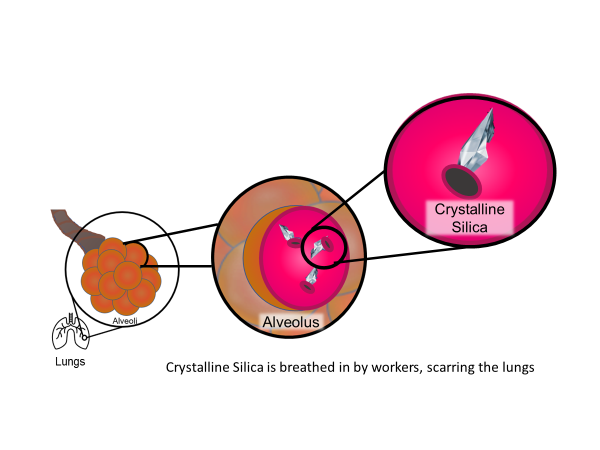 Crystalline
Silica
Alveolus
Alveoli
Lungs
Crystalline Silica is breathed in by workers, scarring the lungs